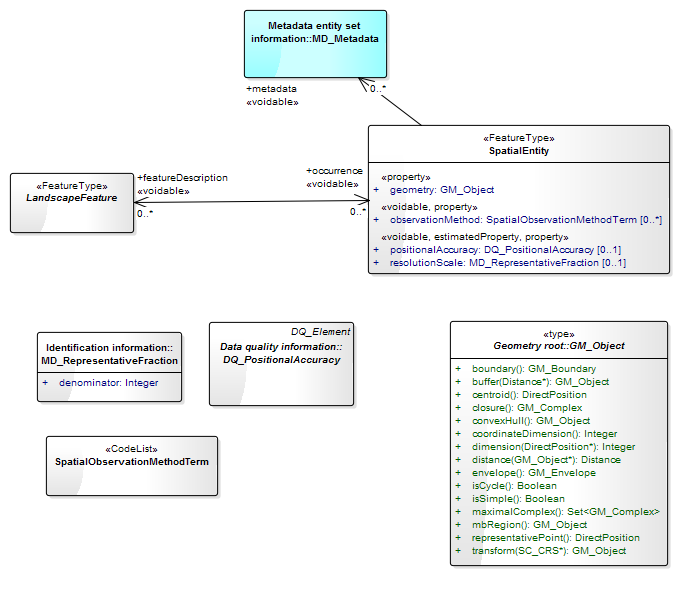 Metadata entity set
information::MD_Metadata
+metadata
«voidable»
0..*
«FeatureType»
SpatialEntity
«property»
+ geometry: GM_Object
«voidable, property»
+ observationMethod: SpatialObservationMethodTerm [0..*]
«voidable, estimatedProperty, property»
+ positionalAccuracy: DQ_PositionalAccuracy [0..1]
+ resolutionScale: MD_RepresentativeFraction [0..1]
«FeatureType»
LandscapeFeature
+featureDescription
«voidable»
0..*
+occurrence
«voidable»
0..*
Identification information::
MD_RepresentativeFraction
+ denominator: Integer
DQ_Element
Data quality information::
DQ_PositionalAccuracy
«type»
Geometry root::GM_Object
+ boundary(): GM_Boundary
+ buffer(Distance*): GM_Object
+ centroid(): DirectPosition
+ closure(): GM_Complex
+ convexHull(): GM_Object
+ coordinateDimension(): Integer
+ dimension(DirectPosition*): Integer
+ distance(GM_Object*): Distance
+ envelope(): GM_Envelope
+ isCycle(): Boolean
+ isSimple(): Boolean
+ maximalComplex(): Set<GM_Complex>
+ mbRegion(): GM_Object
+ representativePoint(): DirectPosition
+ transform(SC_CRS*): GM_Object
«CodeList»
SpatialObservationMethodTerm